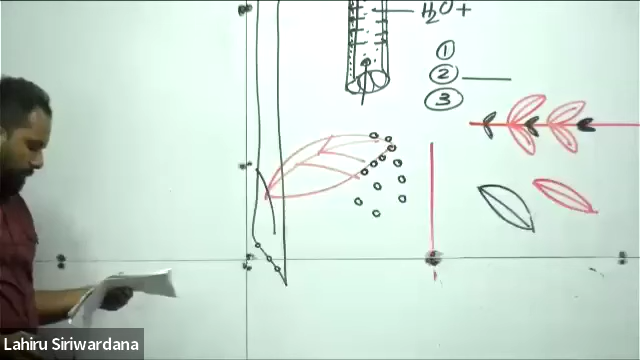 H₂O +
①
②
③
Lahiru Siriwardana